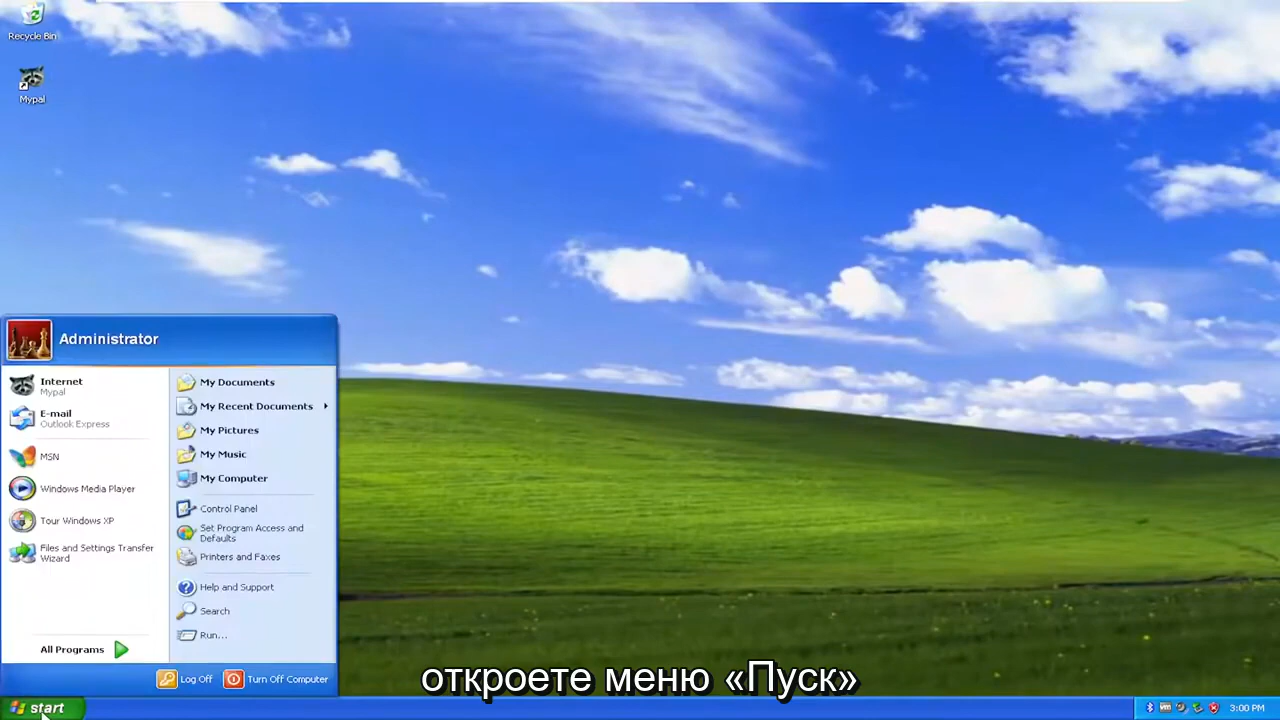 Recycle Bin
Mypal
Administrator
Internet
Mypal
E-mail
Outlook Express
MSN
Windows Media Player
Tour Windows XP
Files and Settings Transfer
Wizard
All Programs
My Documents
My Recent Documents
My Pictures
My Music
My Computer
Control Panel
Set Program Access and
Defaults
Printers and Faxes
Help and Support
Search
Run...
Log Off
Turn Off Computer
откроете меню «Пуск»
start
3:00 PM